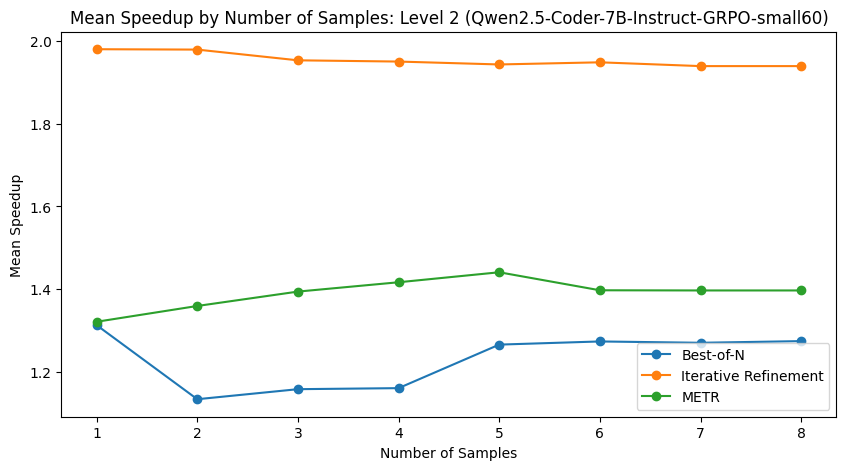 Mean Speedup by Number of Samples: Level 2 (Qwen2.5-Coder-7B-Instruct-GRPO-small60)
Mean Speedup
2.0
1.8
1.6
1.4
1.2
Best-of-N
Iterative Refinement
METR
1 2 3 4 5 6 7 8
Number of Samples